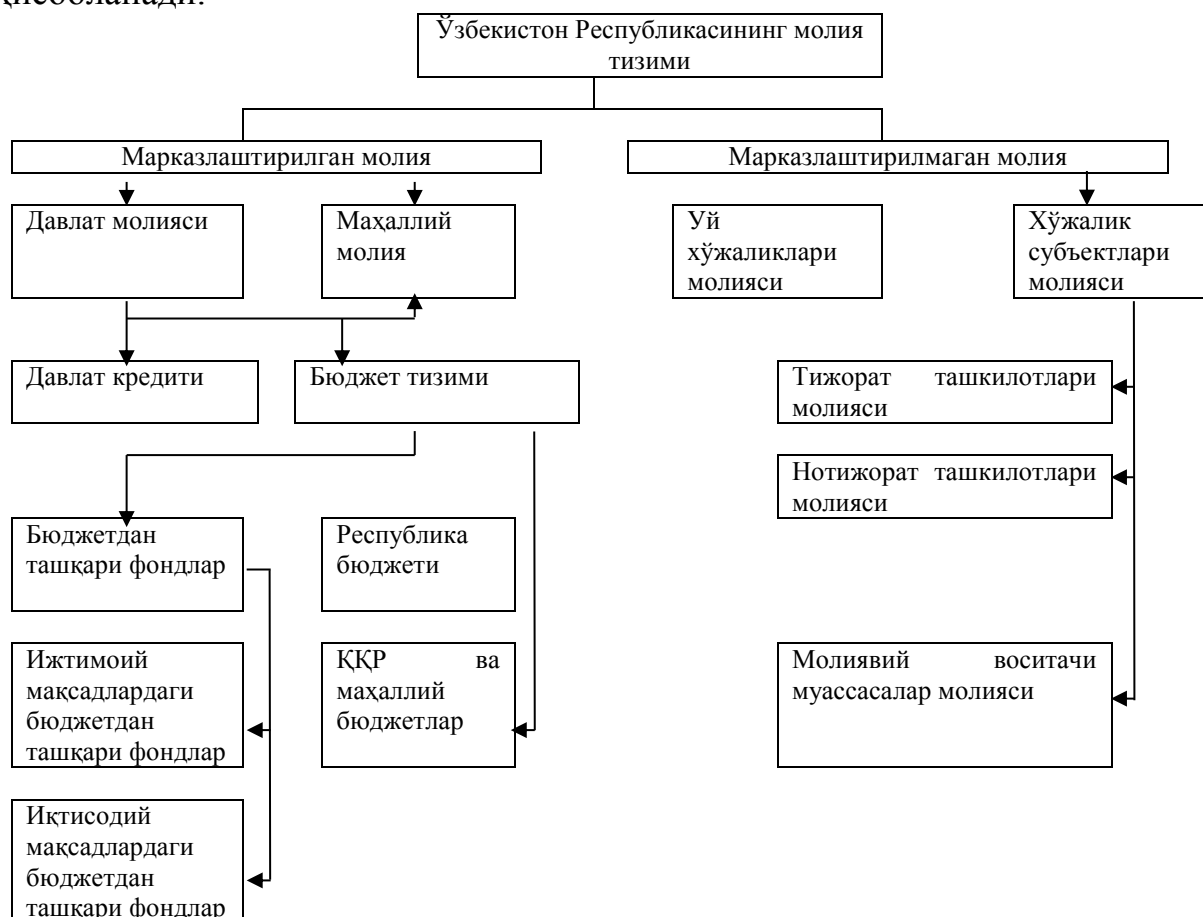 ҳисобланади.
Ўзбекистон Республикасининг молия
тизими
Марказлаштирилган молия
Марказлаштирилмаган молия
Давлат молияси
Маҳаллий
молия
Уй
хўжаликлари
молияси
Хўжалик
субъектлари
молияси
Давлат кредити
Бюджет тизими
Тижорат ташкилотлари
молияси
Нотижорат ташкилотлари
молияси
Бюджетдан
ташқари фондлар
Республика
бюджети
Ижтимоий
мақсадлардаги
бюджетдан
ташқари фондлар
ҚҚР ва
маҳаллий
бюджетлар
Молиявий воситачи
муассасалар молияси
Иқтисодий
мақсадлардаги
бюджетдан
ташқари фондлар